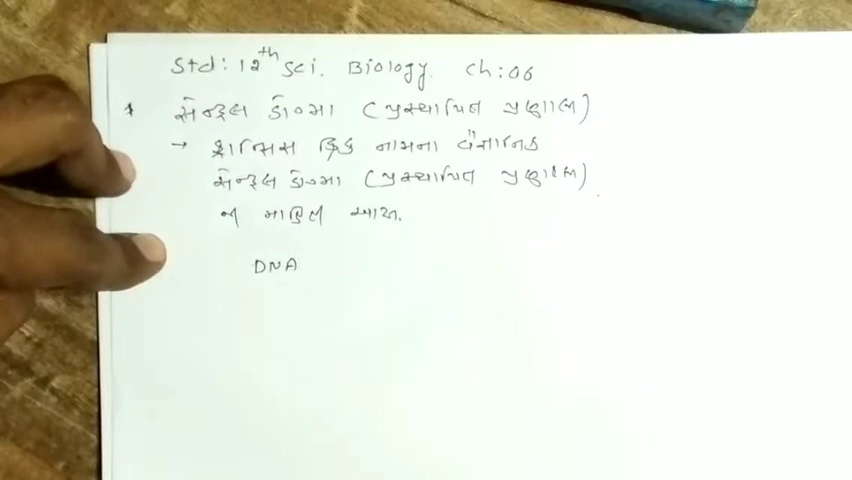 Std: 12th Sci. Biology. Ch: 06
* સેન્ટ્રલ ડોગ્મા (પ્રસ્થાપિત પ્રણાલી)
→ ફ્રાન્સિસ ક્રિક નામના વૈજ્ઞાનિકે
સેન્ટ્રલ ડોગ્મા (પ્રસ્થાપિત પ્રણાલી)
ની માહિતી આપી.
DNA